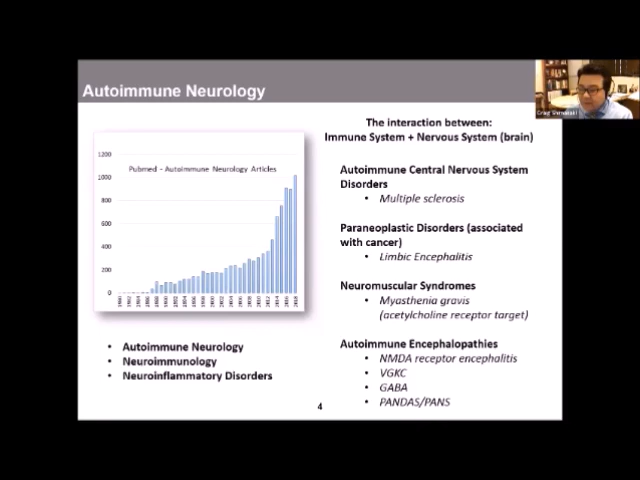 Autoimmune Neurology
The interaction between:
Immune System + Nervous System (brain)
Pubmed - Autoimmune Neurology Articles
1200
1000
800
600
400
200
0
Autoimmune Central Nervous System
Disorders
• Multiple sclerosis
Paraneoplastic Disorders (associated
with cancer)
• Limbic Encephalitis
Neuromuscular Syndromes
• Myasthenia gravis
(acetylcholine receptor target)
Autoimmune Encephalopathies
• NMDA receptor encephalitis
• VGKC
• GABA
• PANDAS/PANS
• Autoimmune Neurology
• Neuroimmunology
• Neuroinflammatory Disorders
4